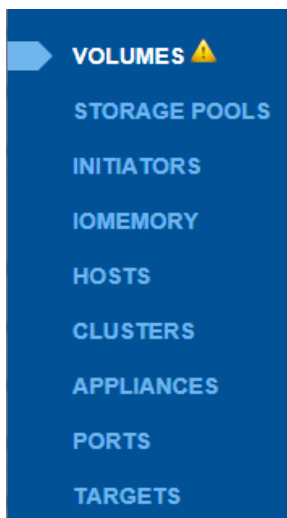 VOLUMES
STORAGE POOLS
INITIATORS
IOMEMORY
HOSTS
CLUSTERS
APPLIANCES
PORTS
TARGETS